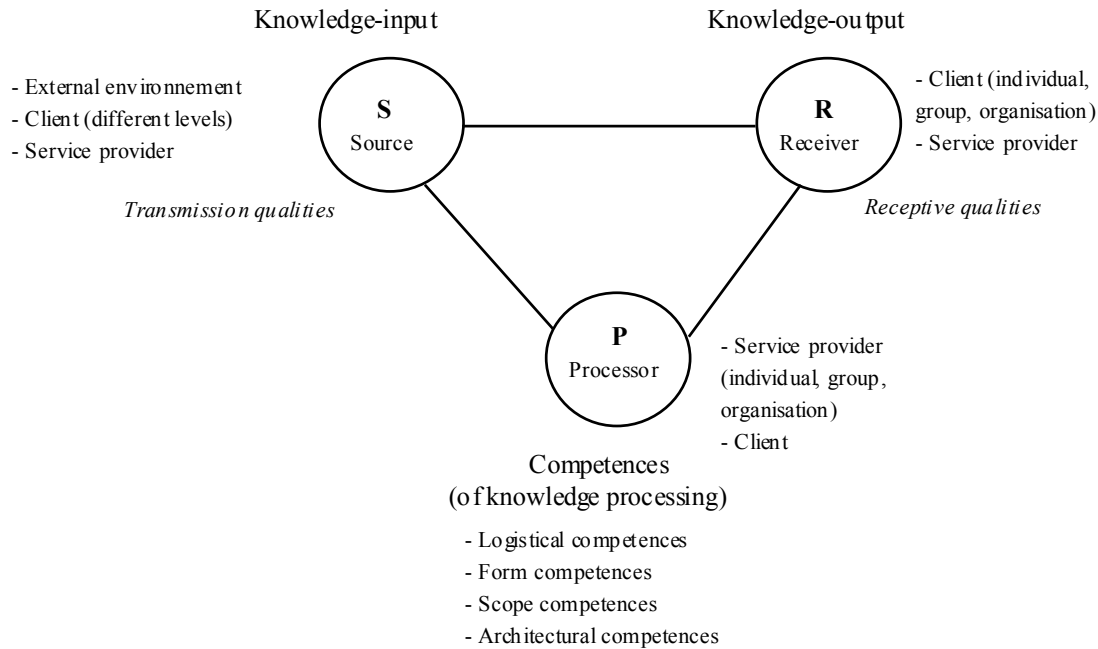 Knowledge-input
Knowledge-output
- External environnement
- Client (different levels)
- Service provider
S
Source
R
Receiver
- Client (individual,
group, organisation)
- Service provider
Transmission qualities
Receptive qualities
P
Processor
- Service provider
(individual, group,
organisation)
- Client
Competences
(of knowledge processing)
- Logistical competences
- Form competences
- Scope competences
- Architectural competences